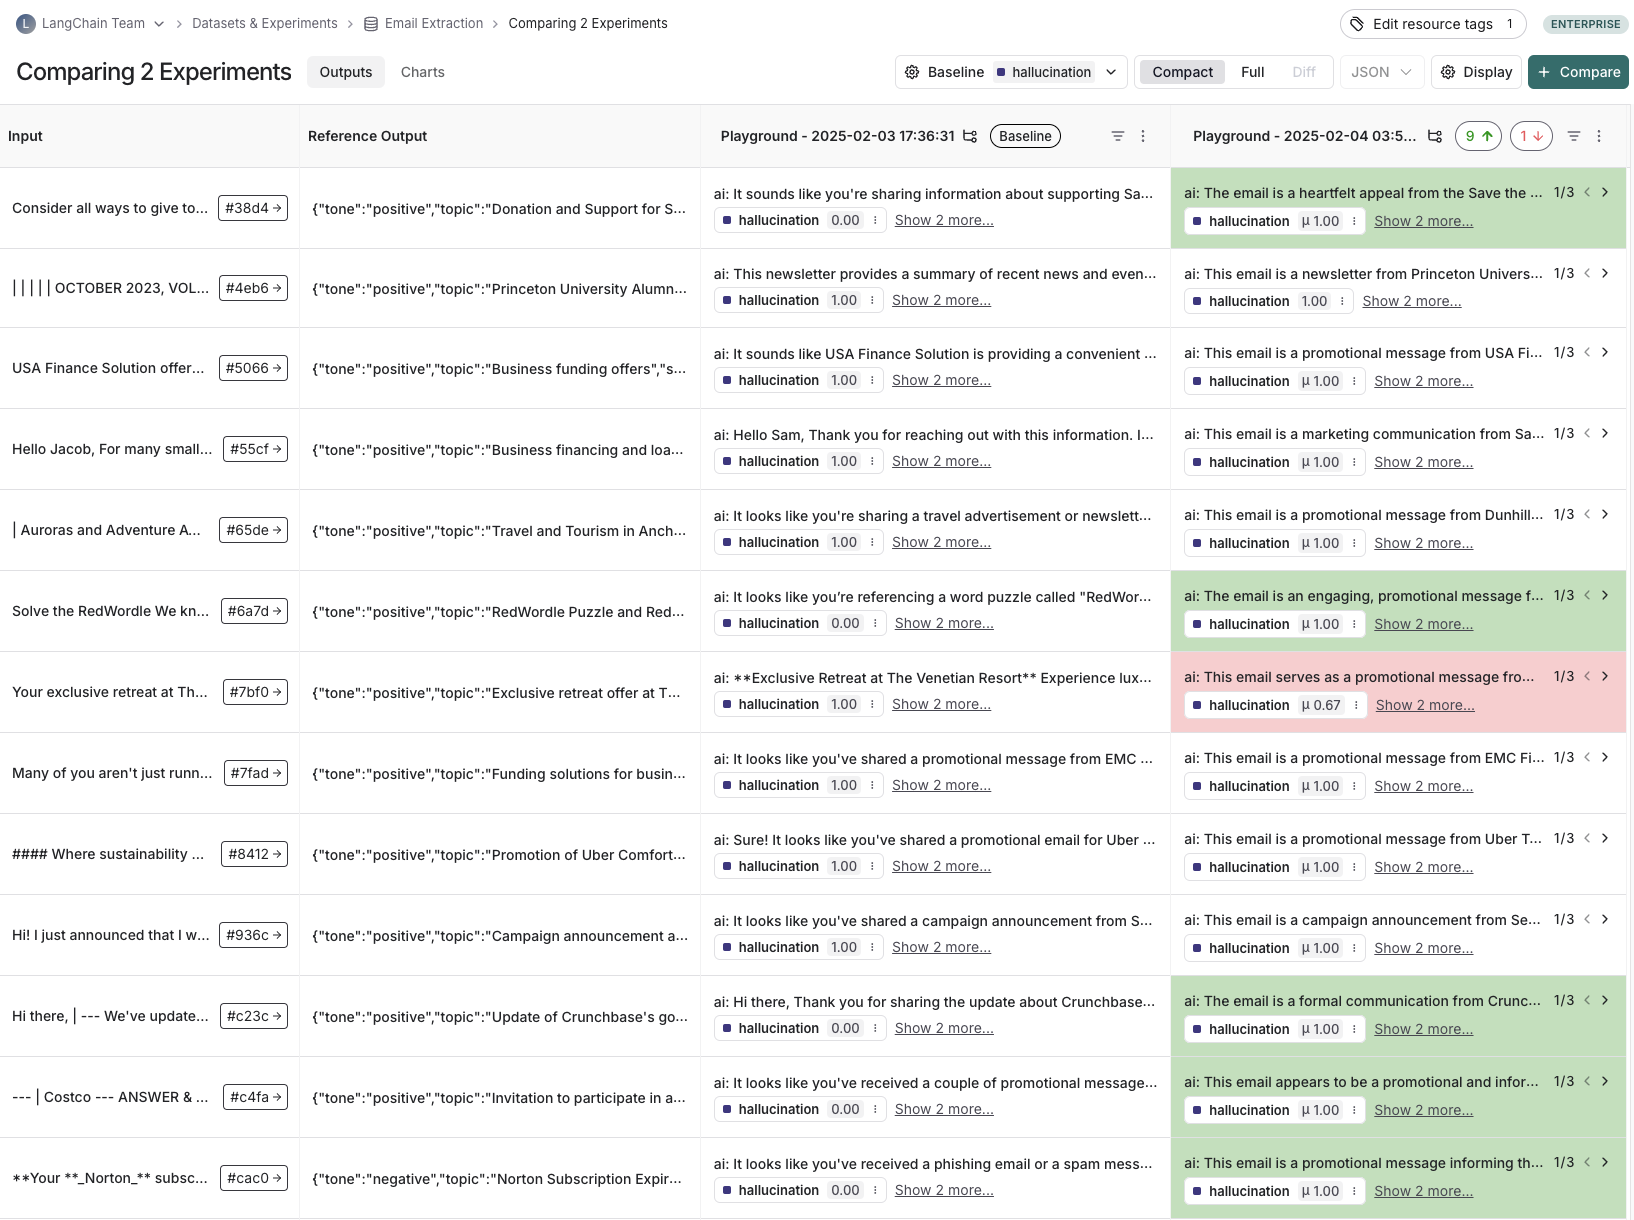 L LangChain Team > Datasets & Experiments > Email Extraction > Comparing 2 Experiments
Edit resource tags 1 ENTERPRISE
Comparing 2 Experiments Outputs Charts
Baseline hallucination Compact Full Diff JSON Display + Compare
Input Reference Output Playground - 2025-02-03 17:36:31 Baseline Playground - 2025-02-04 03:5... 9 ↑ 1 ↓
Consider all ways to give to... #38d4 → {"tone":"positive","topic":"Donation and Support for S...
ai: It sounds like you're sharing information about supporting Sa...
hallucination 0.00 Show 2 more...
ai: The email is a heartfelt appeal from the Save the ... 1/3 < >
hallucination μ 1.00 Show 2 more...
| | | | | OCTOBER 2023, VOL... #4eb6 → {"tone":"positive","topic":"Princeton University Alumn...
ai: This newsletter provides a summary of recent news and even...
hallucination 1.00 Show 2 more...
ai: This email is a newsletter from Princeton Univers... 1/3 < >
hallucination 1.00 Show 2 more...
USA Finance Solution offer... #5066 → {"tone":"positive","topic":"Business funding offers","s...
ai: It sounds like USA Finance Solution is providing a convenient ...
hallucination 1.00 Show 2 more...
ai: This email is a promotional message from USA Fi... 1/3 < >
hallucination μ 1.00 Show 2 more...
Hello Jacob, For many small... #55cf → {"tone":"positive","topic":"Business financing and loa...
ai: Hello Sam, Thank you for reaching out with this information. I...
hallucination 1.00 Show 2 more...
ai: This email is a marketing communication from Sa... 1/3 < >
hallucination μ 1.00 Show 2 more...
| Auroras and Adventure A... #65de → {"tone":"positive","topic":"Travel and Tourism in Anch...
ai: It looks like you're sharing a travel advertisement or newslett...
hallucination 1.00 Show 2 more...
ai: This email is a promotional message from Dunhill... 1/3 < >
hallucination μ 1.00 Show 2 more...
Solve the RedWordle We kn... #6a7d → {"tone":"positive","topic":"RedWordle Puzzle and Red...
ai: It looks like you’re referencing a word puzzle called "RedWor...
hallucination 0.00 Show 2 more...
ai: The email is an engaging, promotional message f... 1/3 < >
hallucination μ 1.00 Show 2 more...
Your exclusive retreat at Th... #7bf0 → {"tone":"positive","topic":"Exclusive retreat offer at T...
ai: **Exclusive Retreat at The Venetian Resort** Experience lux...
hallucination 1.00 Show 2 more...
ai: This email serves as a promotional message fro... 1/3 < >
hallucination μ 0.67 Show 2 more...
Many of you aren't just runn... #7fad → {"tone":"positive","topic":"Funding solutions for busin...
ai: It looks like you've shared a promotional message from EMC ...
hallucination 1.00 Show 2 more...
ai: This email is a promotional message from EMC Fi... 1/3 < >
hallucination μ 1.00 Show 2 more...
#### Where sustainability ... #8412 → {"tone":"positive","topic":"Promotion of Uber Comfort...
ai: Sure! It looks like you've shared a promotional email for Uber ...
hallucination 1.00 Show 2 more...
ai: This email is a promotional message from Uber T... 1/3 < >
hallucination μ 1.00 Show 2 more...
Hi! I just announced that I w... #936c → {"tone":"positive","topic":"Campaign announcement a...
ai: It looks like you've shared a campaign announcement from S...
hallucination 1.00 Show 2 more...
ai: This email is a campaign announcement from Se... 1/3 < >
hallucination μ 1.00 Show 2 more...
Hi there, | --- We've update... #c23c → {"tone":"positive","topic":"Update of Crunchbase's go...
ai: Hi there, Thank you for sharing the update about Crunchbase...
hallucination 0.00 Show 2 more...
ai: The email is a formal communication from Crunc... 1/3 < >
hallucination μ 1.00 Show 2 more...
--- | Costco --- ANSWER & ... #c4fa → {"tone":"positive","topic":"Invitation to participate in a...
ai: It looks like you've received a couple of promotional message...
hallucination 0.00 Show 2 more...
ai: This email appears to be a promotional and infor... 1/3 < >
hallucination μ 1.00 Show 2 more...
**Your **_Norton_** subsc... #cac0 → {"tone":"negative","topic":"Norton Subscription Expir...
ai: It looks like you've received a phishing email or a spam mess...
hallucination 0.00 Show 2 more...
ai: This email is a promotional message informing th... 1/3 < >
hallucination μ 1.00 Show 2 more...